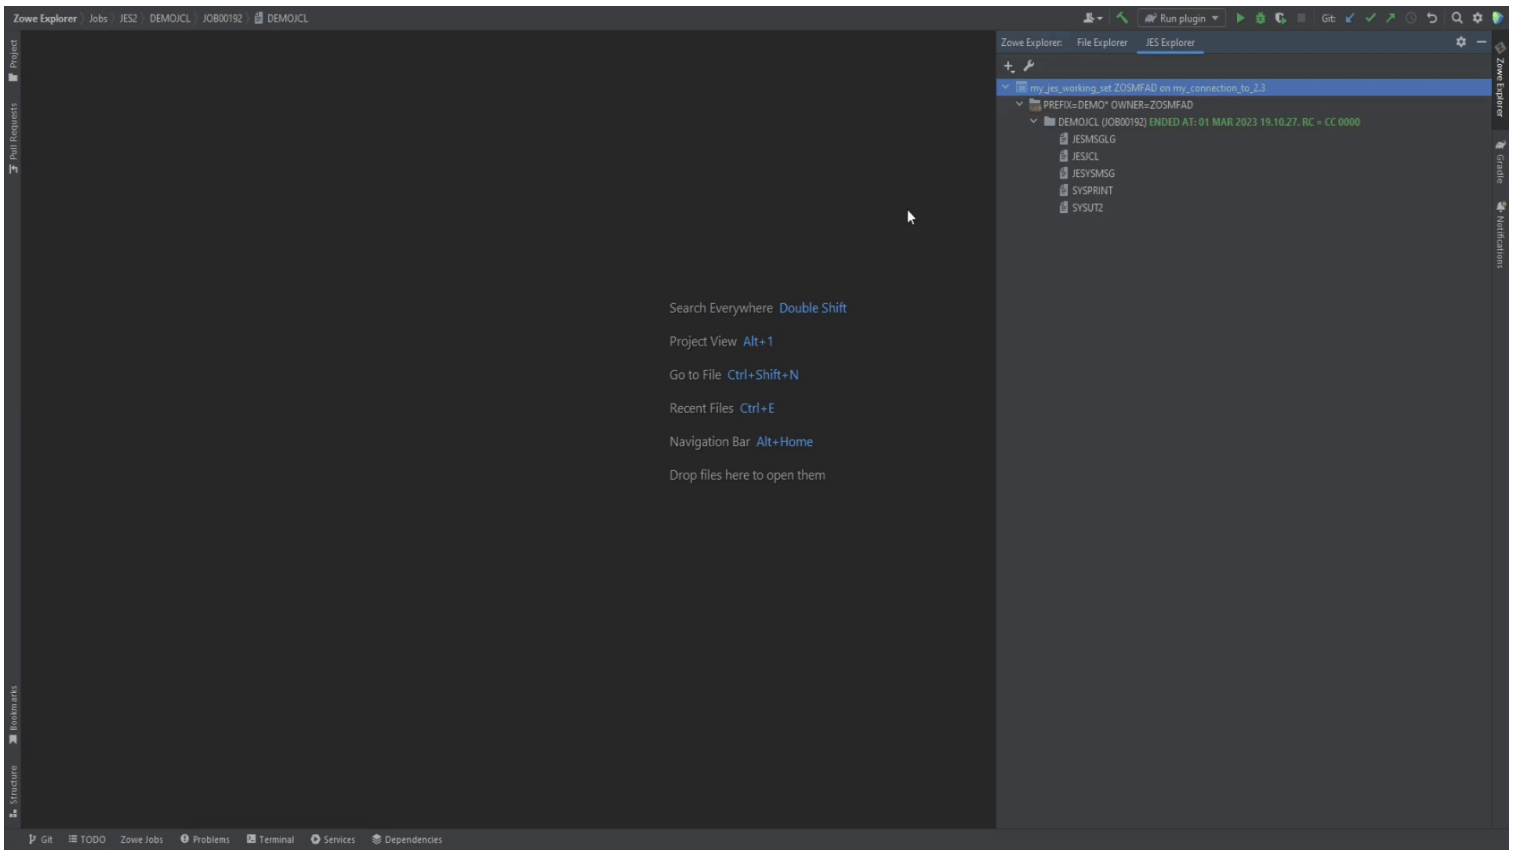 Zowe Explorer Jobs JES2 DEMOJCL JOB00192 DEMOJCL
Run plugin
Git:
Project
Pull Requests
Bookmarks
Structure
Zowe Explorer: File Explorer JES Explorer
my_jes_working_set ZOSMFAD on my_connection_to_2.3
PREFIX=DEMO* OWNER=ZOSMFAD
DEMOJCL (JOB00192) ENDED AT: 01 MAR 2023 19.10.27. RC = CC 0000
JESMSGLG
JESJCL
JESYSMSG
SYSPRINT
SYSUT2
Search Everywhere Double Shift
Project View Alt+1
Go to File Ctrl+Shift+N
Recent Files Ctrl+E
Navigation Bar Alt+Home
Drop files here to open them
Zowe Explorer
Gradle
Notifications
Git TODO Zowe Jobs Problems Terminal Services Dependencies